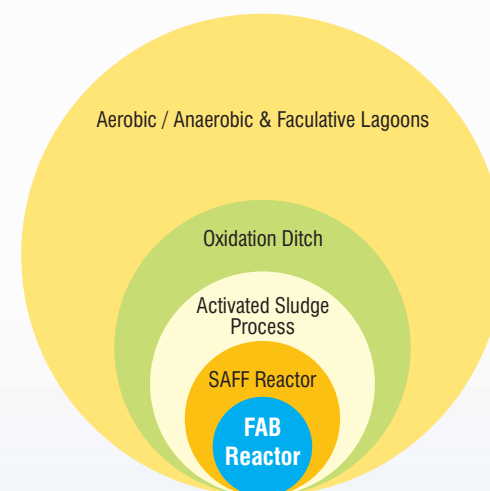 Aerobic / Anaerobic & Faculative Lagoons
Oxidation Ditch
Activated Sludge
Process
SAFF Reactor
FAB
Reactor